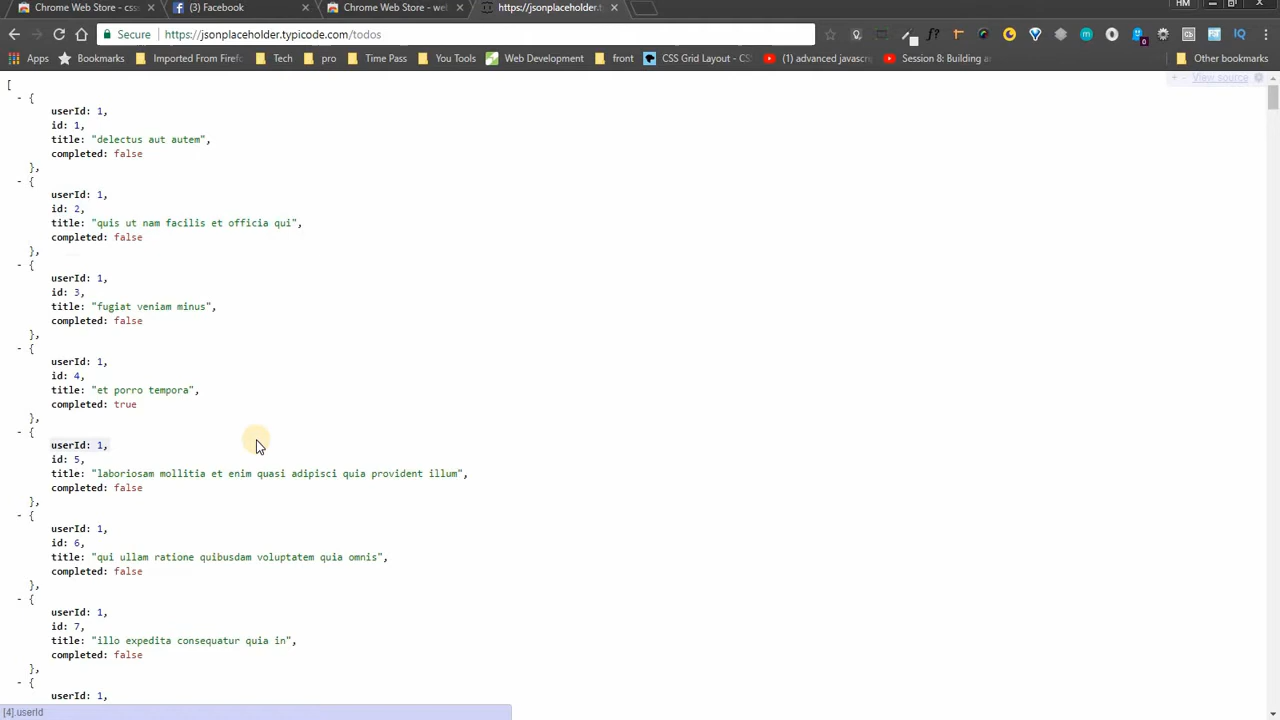 Chrome Web Store - css
(3) Facebook
Chrome Web Store - we
https://jsonplaceholder.t
HM
Secure
https://jsonplaceholder.typicode.com/todos
Apps
Bookmarks
Imported From Firef
Tech
pro
Time Pass
You Tools
Web Development
front
CSS Grid Layout - CS
(1) advanced javascr
Session 8: Building a
Other bookmarks
+ - View source
[
- {
userId: 1,
id: 1,
title: "delectus aut autem",
completed: false
},
- {
userId: 1,
id: 2,
title: "quis ut nam facilis et officia qui",
completed: false
},
- {
userId: 1,
id: 3,
title: "fugiat veniam minus",
completed: false
},
- {
userId: 1,
id: 4,
title: "et porro tempora",
completed: true
},
- {
userId: 1,
id: 5,
title: "laboriosam mollitia et enim quasi adipisci quia provident illum",
completed: false
},
- {
userId: 1,
id: 6,
title: "qui ullam ratione quibusdam voluptatem quia omnis",
completed: false
},
- {
userId: 1,
id: 7,
title: "illo expedita consequatur quia in",
completed: false
},
- {
userId: 1,
[4].userId